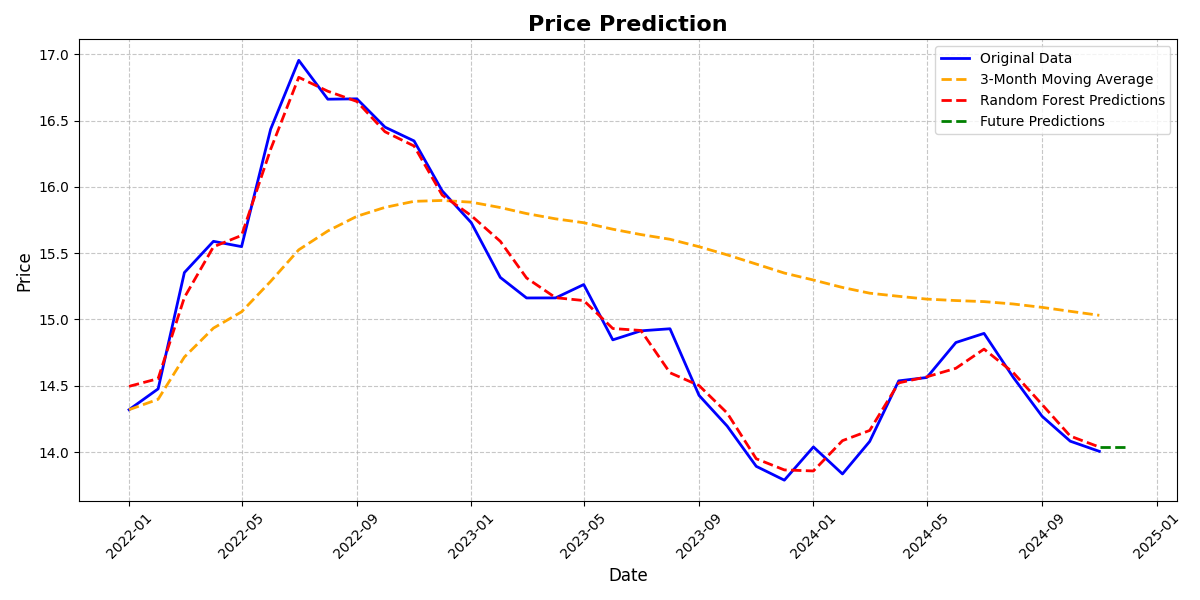 Price Prediction
Original Data
3-Month Moving Average
Random Forest Predictions
Future Predictions
Price
17.0
16.5
16.0
15.5
15.0
14.5
14.0
2022-01
2022-05
2022-09
2023-01
2023-05
2023-09
2024-01
2024-05
2024-09
2025-01
Date